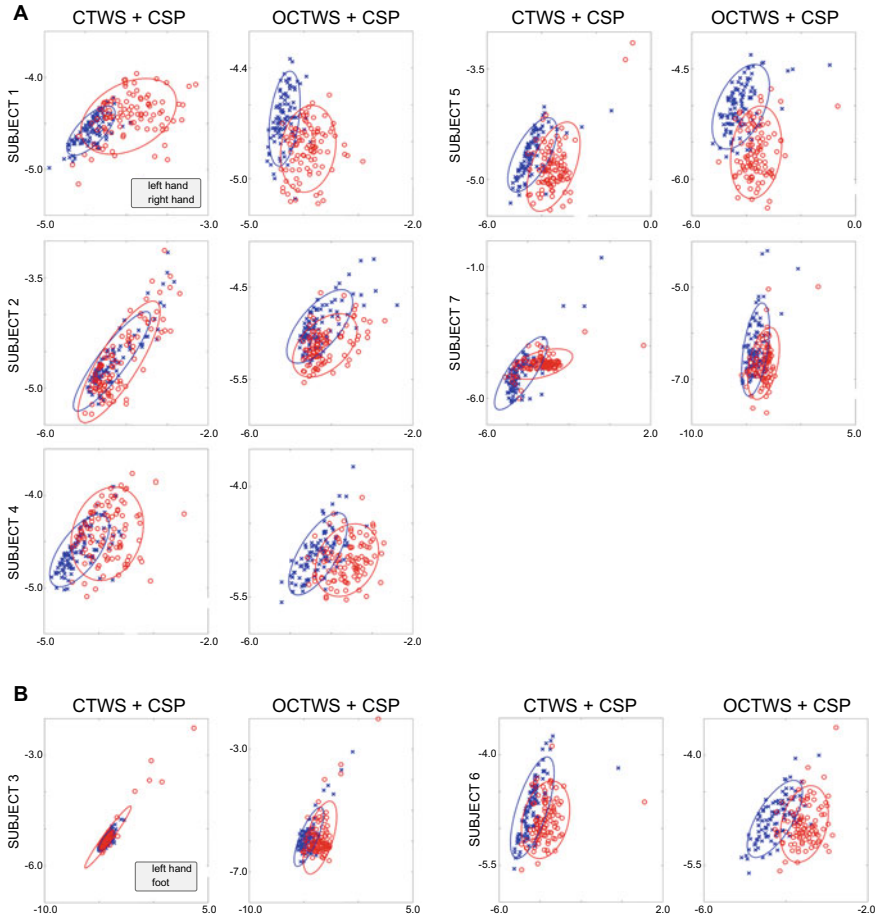 A
CTWS + CSP
OCTWS + CSP
CTWS + CSP
OCTWS + CSP
SUBJECT 1
-4.0
-5.0
-5.5
-3.0
left hand
right hand
-4.4
-5.0
-5.0
-2.0
SUBJECT 5
-3.5
-5.0
-6.0
0.0
-4.5
-6.0
-6.0
0.0
SUBJECT 2
-3.5
-5.0
-6.0
-2.0
-4.5
-5.5
-6.0
-2.0
SUBJECT 7
-1.0
-6.0
-6.0
2.0
-5.0
-7.0
-10.0
5.0
SUBJECT 4
-4.0
-5.0
-5.0
-2.0
-4.0
-5.5
-6.0
-2.0
B
CTWS + CSP
OCTWS + CSP
CTWS + CSP
OCTWS + CSP
SUBJECT 3
-3.0
-6.0
-10.0
5.0
left hand
foot
-3.0
-7.0
-10.0
5.0
SUBJECT 6
-4.0
-5.5
-6.0
2.0
-4.0
-5.5
-6.0
-2.0